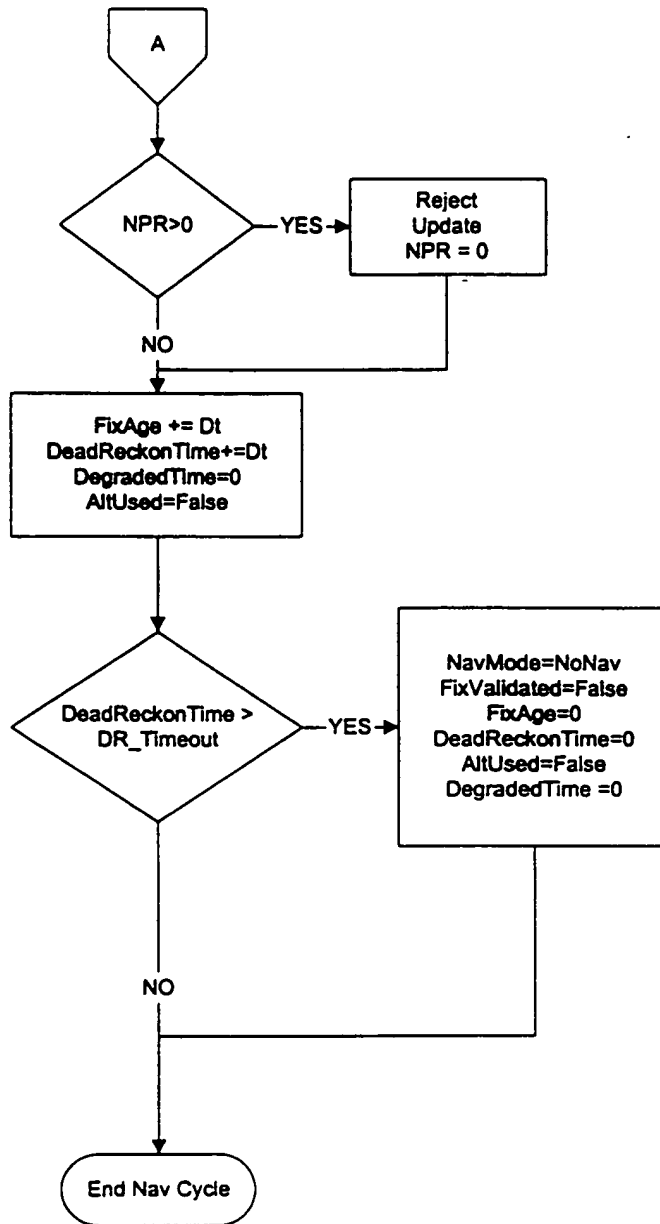 A
NPR>0
YES
Reject
Update
NPR = 0
NO
FixAge += Dt
DeadReckonTime+=Dt
DegradedTime=0
AltUsed=False
DeadReckonTime >
DR_Timeout
YES
NavMode=NoNav
FixValidated=False
FixAge=0
DeadReckonTime=0
AltUsed=False
DegradedTime =0
NO
End Nav Cycle